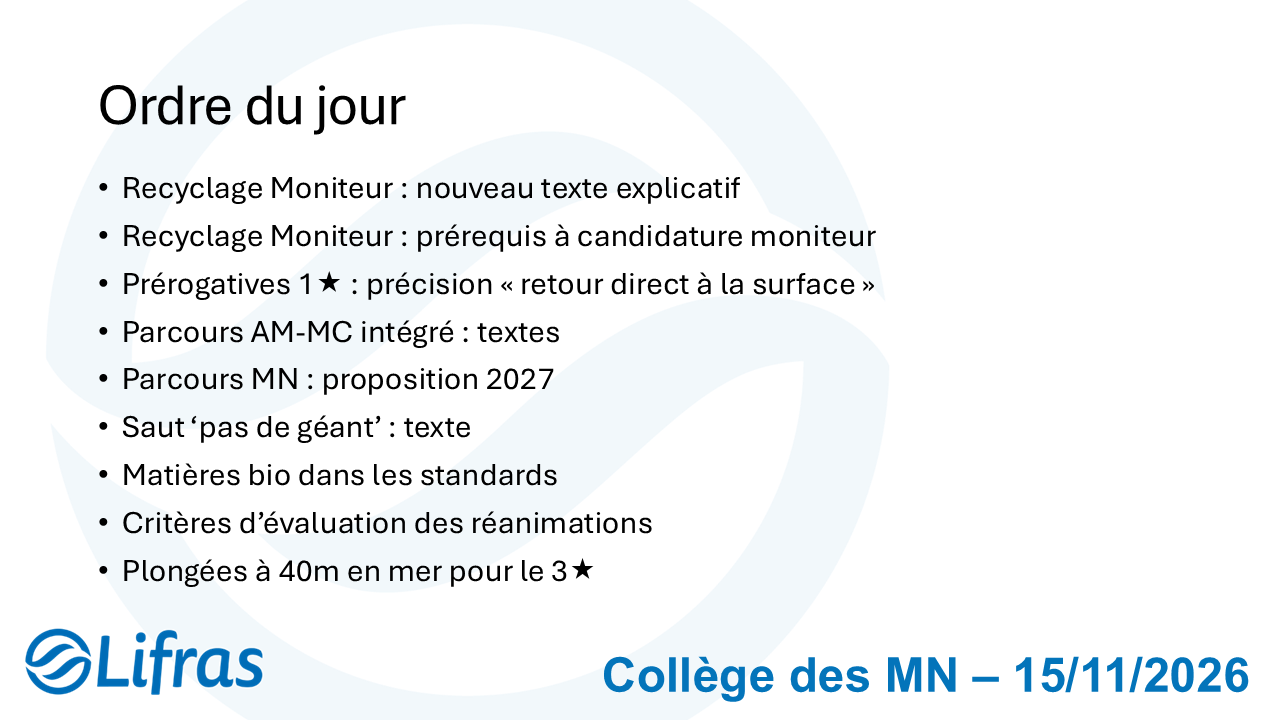 Ordre du jour
• Recyclage Moniteur : nouveau texte explicatif
• Recyclage Moniteur : prérequis à candidature moniteur
• Prérogatives 1★ : précision « retour direct à la surface »
• Parcours AM-MC intégré : textes
• Parcours MN : proposition 2027
• Saut ‘pas de géant’ : texte
• Matières bio dans les standards
• Critères d’évaluation des réanimations
• Plongées à 40m en mer pour le 3★
Lifras
Collège des MN – 15/11/2026